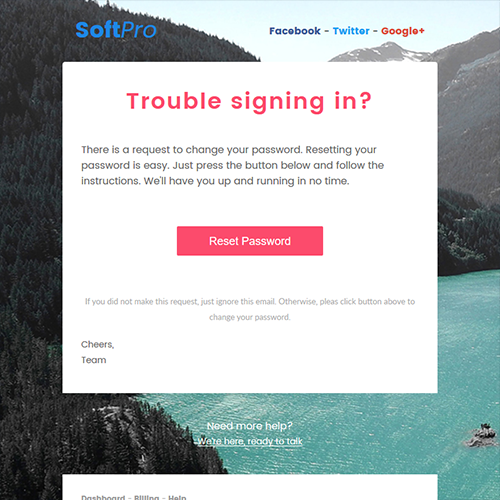 SoftPro
Facebook - Twitter - Google+
Trouble signing in?
There is a request to change your password. Resetting your
password is easy. Just press the button below and follow the
instructions. We'll have you up and running in no time.
Reset Password
If you did not make this request, just ignore this email. Otherwise, pleas click button above to
change your password.
Cheers,
Team
Need more help?
We're here, ready to talk
Dashboard - Billing - Help